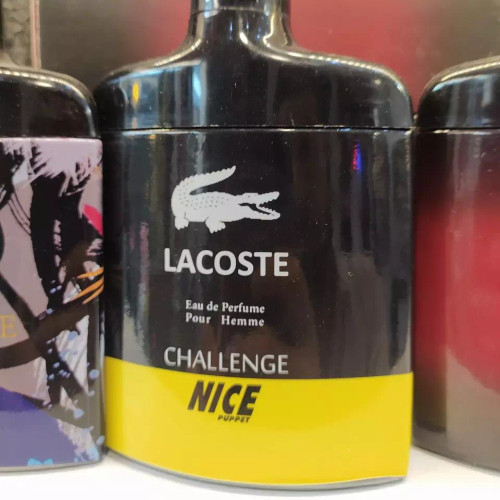 LACOSTE
Eau de Perfume
Pour Hemme
CHALLENGE
NICE
PUPPET
E